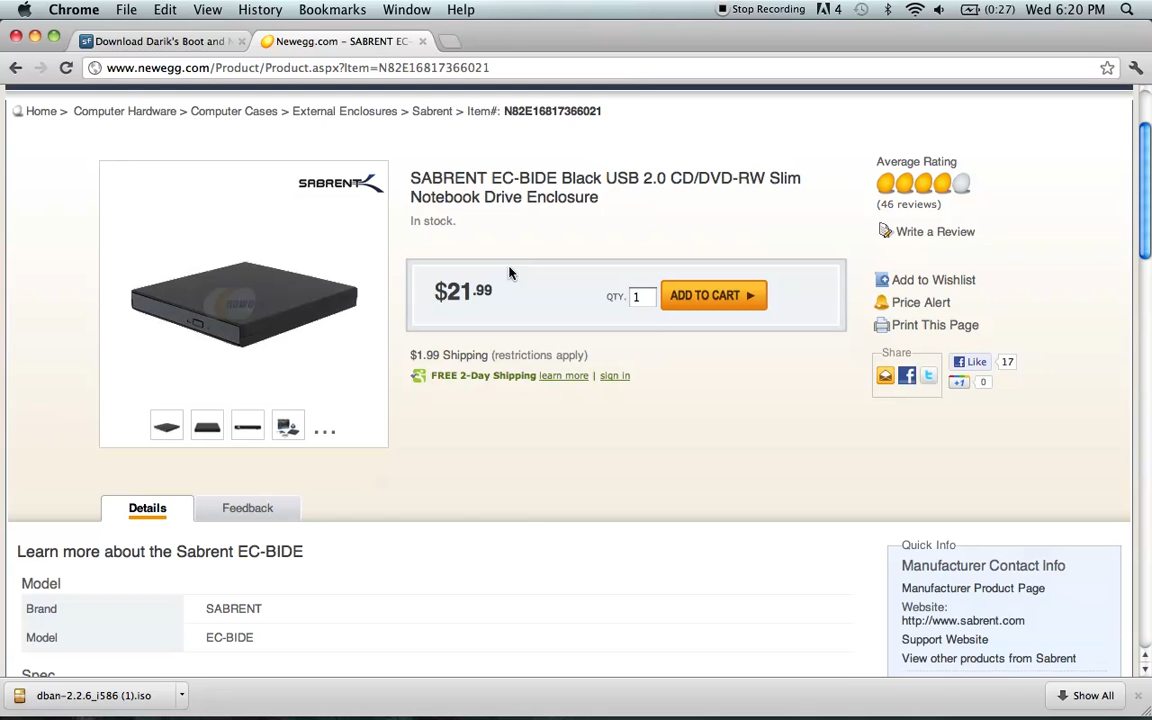 Chrome File Edit View History Bookmarks Window Help Stop Recording 4 (0:27) Wed 6:20 PM
Download Darik's Boot and Newegg.com – SABRENT EC-
www.newegg.com/Product/Product.aspx?Item=N82E16817366021
Home > Computer Hardware > Computer Cases > External Enclosures > Sabrent > Item#: N82E16817366021
SABRENT
SABRENT EC-BIDE Black USB 2.0 CD/DVD-RW Slim
Notebook Drive Enclosure
In stock.
Average Rating
(46 reviews)
Write a Review
$21.99 QTY. 1 ADD TO CART
Add to Wishlist
Price Alert
Print This Page
$1.99 Shipping (restrictions apply)
FREE 2-Day Shipping learn more | sign in
Share
Like 17
+1 0
...
Details Feedback
Learn more about the Sabrent EC-BIDE
Model
Brand SABRENT
Model EC-BIDE
Spec
Quick Info
Manufacturer Contact Info
Manufacturer Product Page
Website:
http://www.sabrent.com
Support Website
View other products from Sabrent
dban-2.2.6_i586 (1).iso Show All